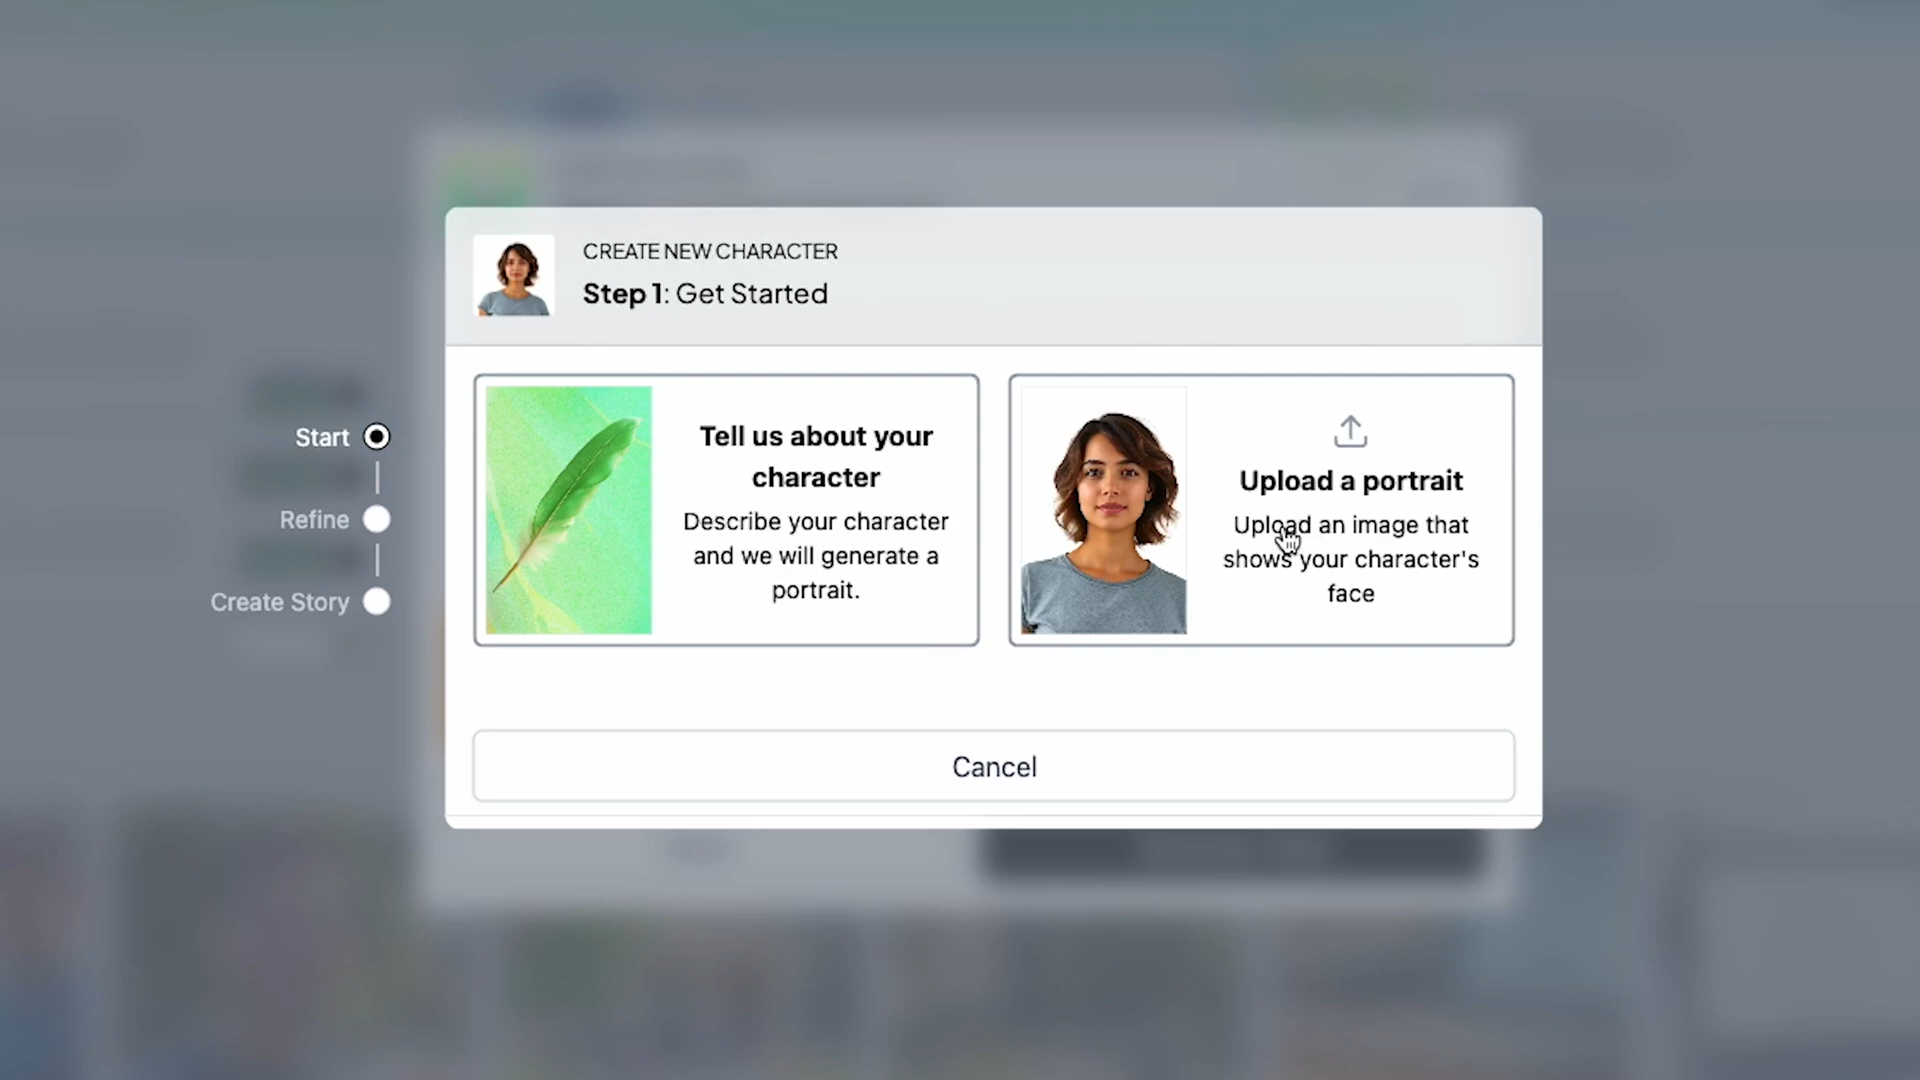 CREATE NEW CHARACTER
Step 1: Get Started
Start
Refine
Create Story
Tell us about your
character
Describe your character
and we will generate a
portrait.
Upload a portrait
Upload an image that
shows your character's
face
Cancel